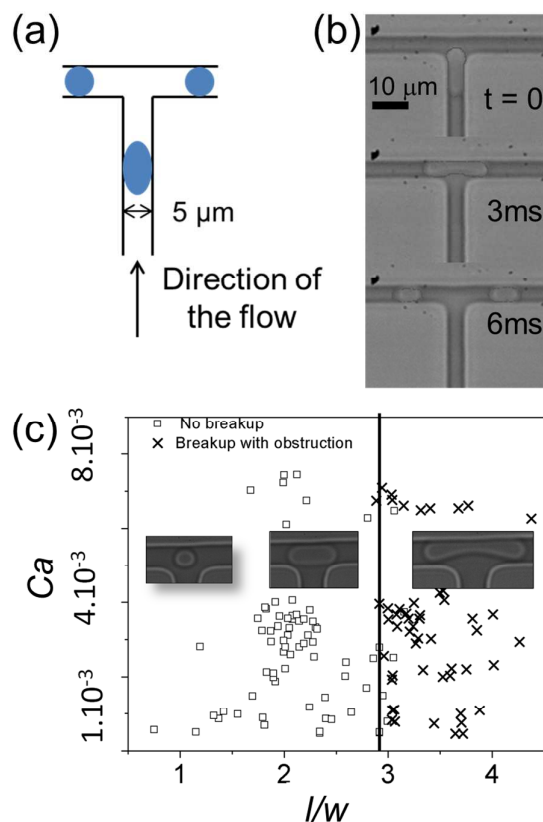 (a)
5 µm
Direction of
the flow
(b)
10 µm
t = 0
3ms
6ms
(c)
No breakup
Breakup with obstruction
8.10⁻³
4.10⁻³
1.10⁻³
Ca
1 2 3 4
l/w